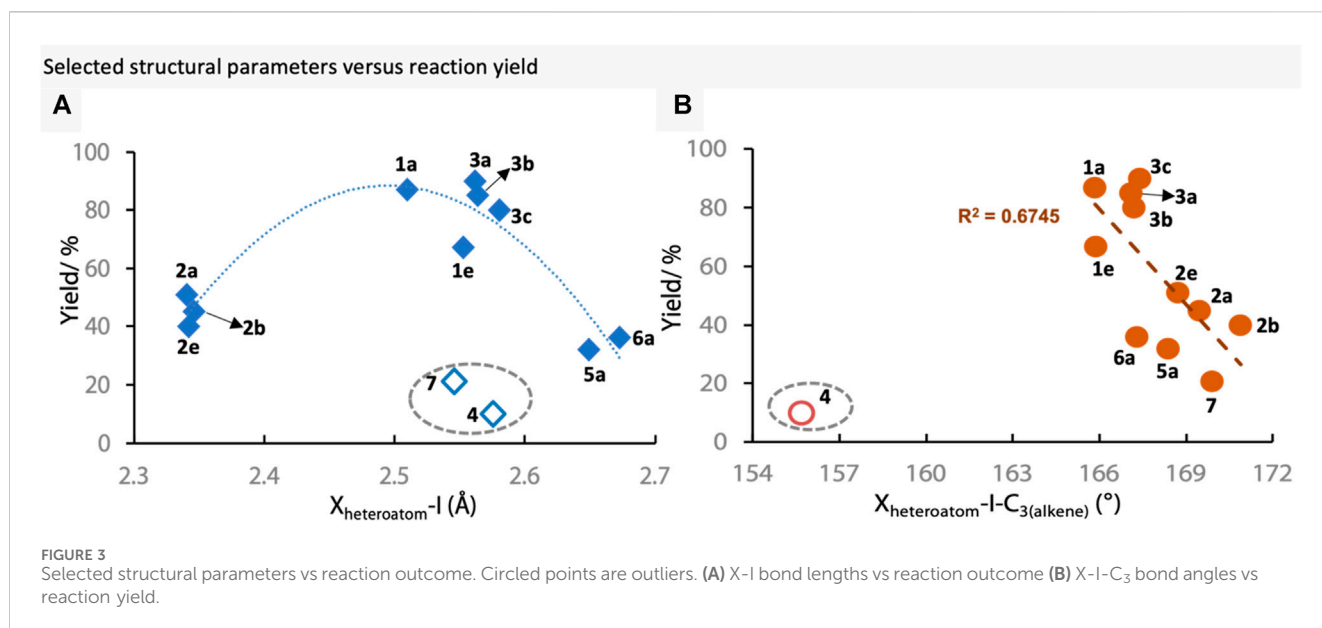 Selected structural parameters versus reaction yield
A
B
Yield/ %
100
80
60
40
20
0
2.3
2.4
2.5
2.6
2.7
Xheteroatom-I (Å)
1a
3a
3b
3c
1e
2a
2b
2e
6a
5a
7
4
Yield/ %
100
80
60
40
20
0
154
157
160
163
166
169
172
Xheteroatom-I-C3(alkene) (°)
R² = 0.6745
1a
3c
3a
3b
1e
2e
2a
2b
6a
5a
7
4
FIGURE 3
Selected structural parameters vs reaction outcome. Circled points are outliers. (A) X-I bond lengths vs reaction outcome (B) X-I-C3 bond angles vs
reaction yield.